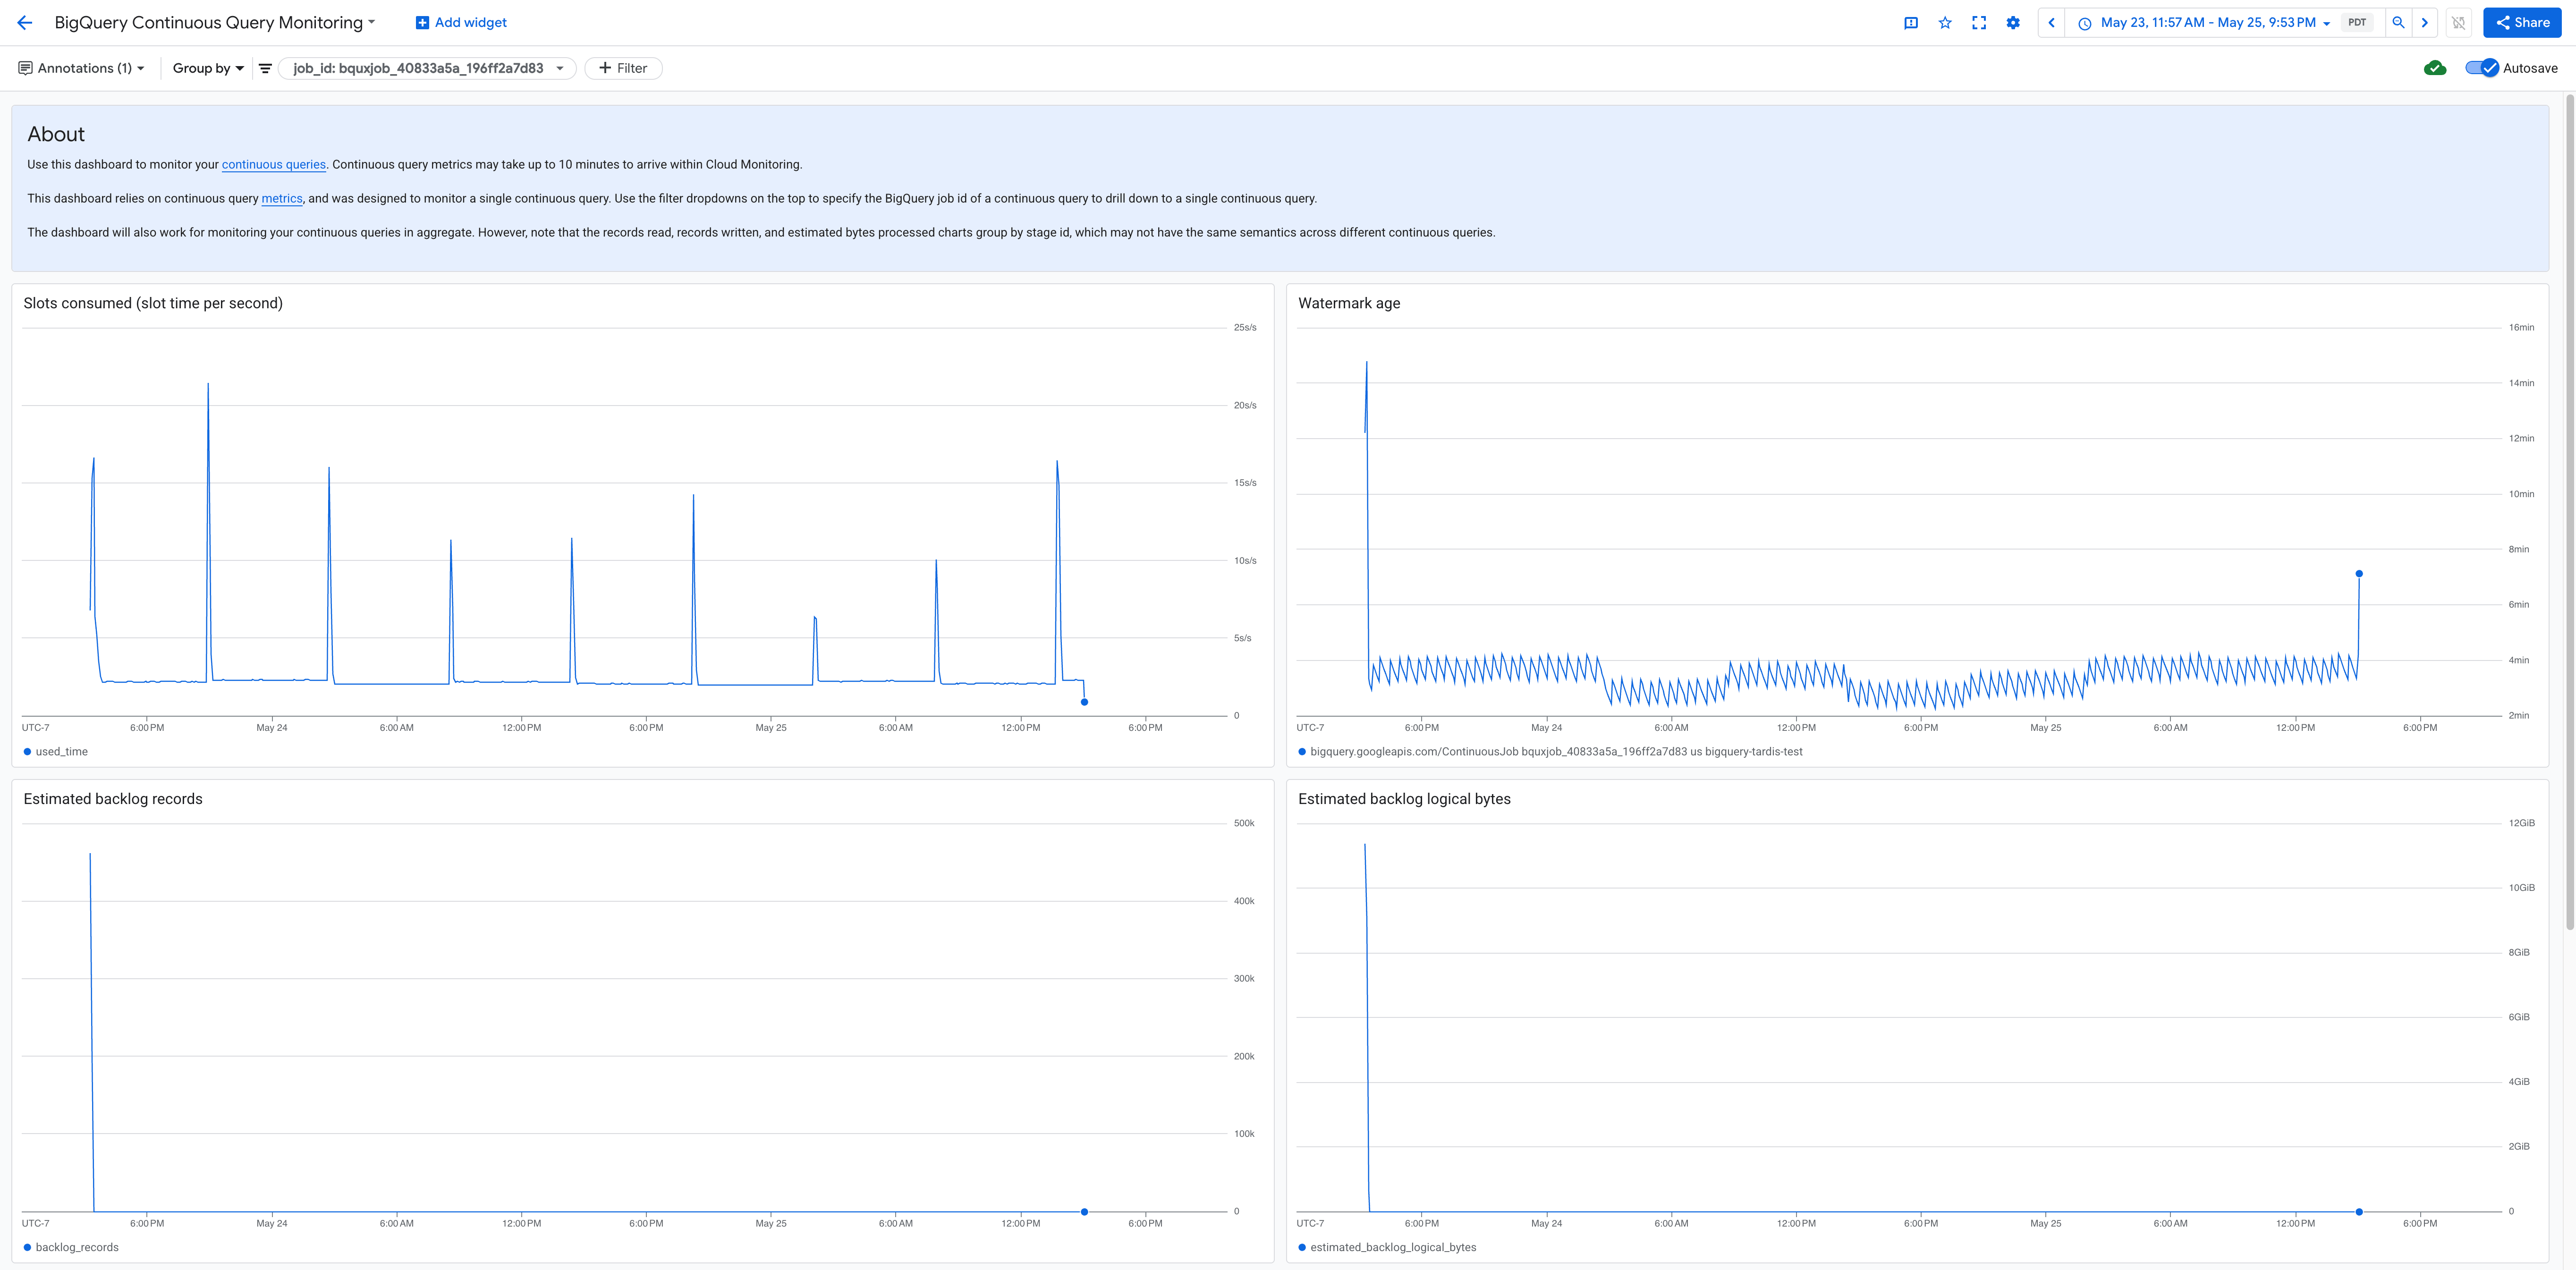 BigQuery Continuous Query Monitoring
Add widget
May 23, 11:57 AM - May 25, 9:53 PM
PDT
Share
Annotations (1)
Group by
job_id: bquxjob_40833a5a_196ff2a7d83
Filter
Autosave
About
Use this dashboard to monitor your continuous queries. Continuous query metrics may take up to 10 minutes to arrive within Cloud Monitoring.
This dashboard relies on continuous query metrics, and was designed to monitor a single continuous query. Use the filter dropdowns on the top to specify the BigQuery job id of a continuous query to drill down to a single continuous query.
The dashboard will also work for monitoring your continuous queries in aggregate. However, note that the records read, records written, and estimated bytes processed charts group by stage id, which may not have the same semantics across different continuous queries.
Slots consumed (slot time per second)
25s/s
20s/s
15s/s
10s/s
5s/s
0
UTC-7 6:00 PM May 24 6:00 AM 12:00 PM 6:00 PM May 25 6:00 AM 12:00 PM 6:00 PM
used_time
Watermark age
16min
14min
12min
10min
8min
6min
4min
2min
UTC-7 6:00 PM May 24 6:00 AM 12:00 PM 6:00 PM May 25 6:00 AM 12:00 PM 6:00 PM
bigquery.googleapis.com/ContinuousJob bquxjob_40833a5a_196ff2a7d83 us bigquery-tardis-test
Estimated backlog records
500k
400k
300k
200k
100k
0
UTC-7 6:00 PM May 24 6:00 AM 12:00 PM 6:00 PM May 25 6:00 AM 12:00 PM 6:00 PM
backlog_records
Estimated backlog logical bytes
12GiB
10GiB
8GiB
6GiB
4GiB
2GiB
0
UTC-7 6:00 PM May 24 6:00 AM 12:00 PM 6:00 PM May 25 6:00 AM 12:00 PM 6:00 PM
estimated_backlog_logical_bytes